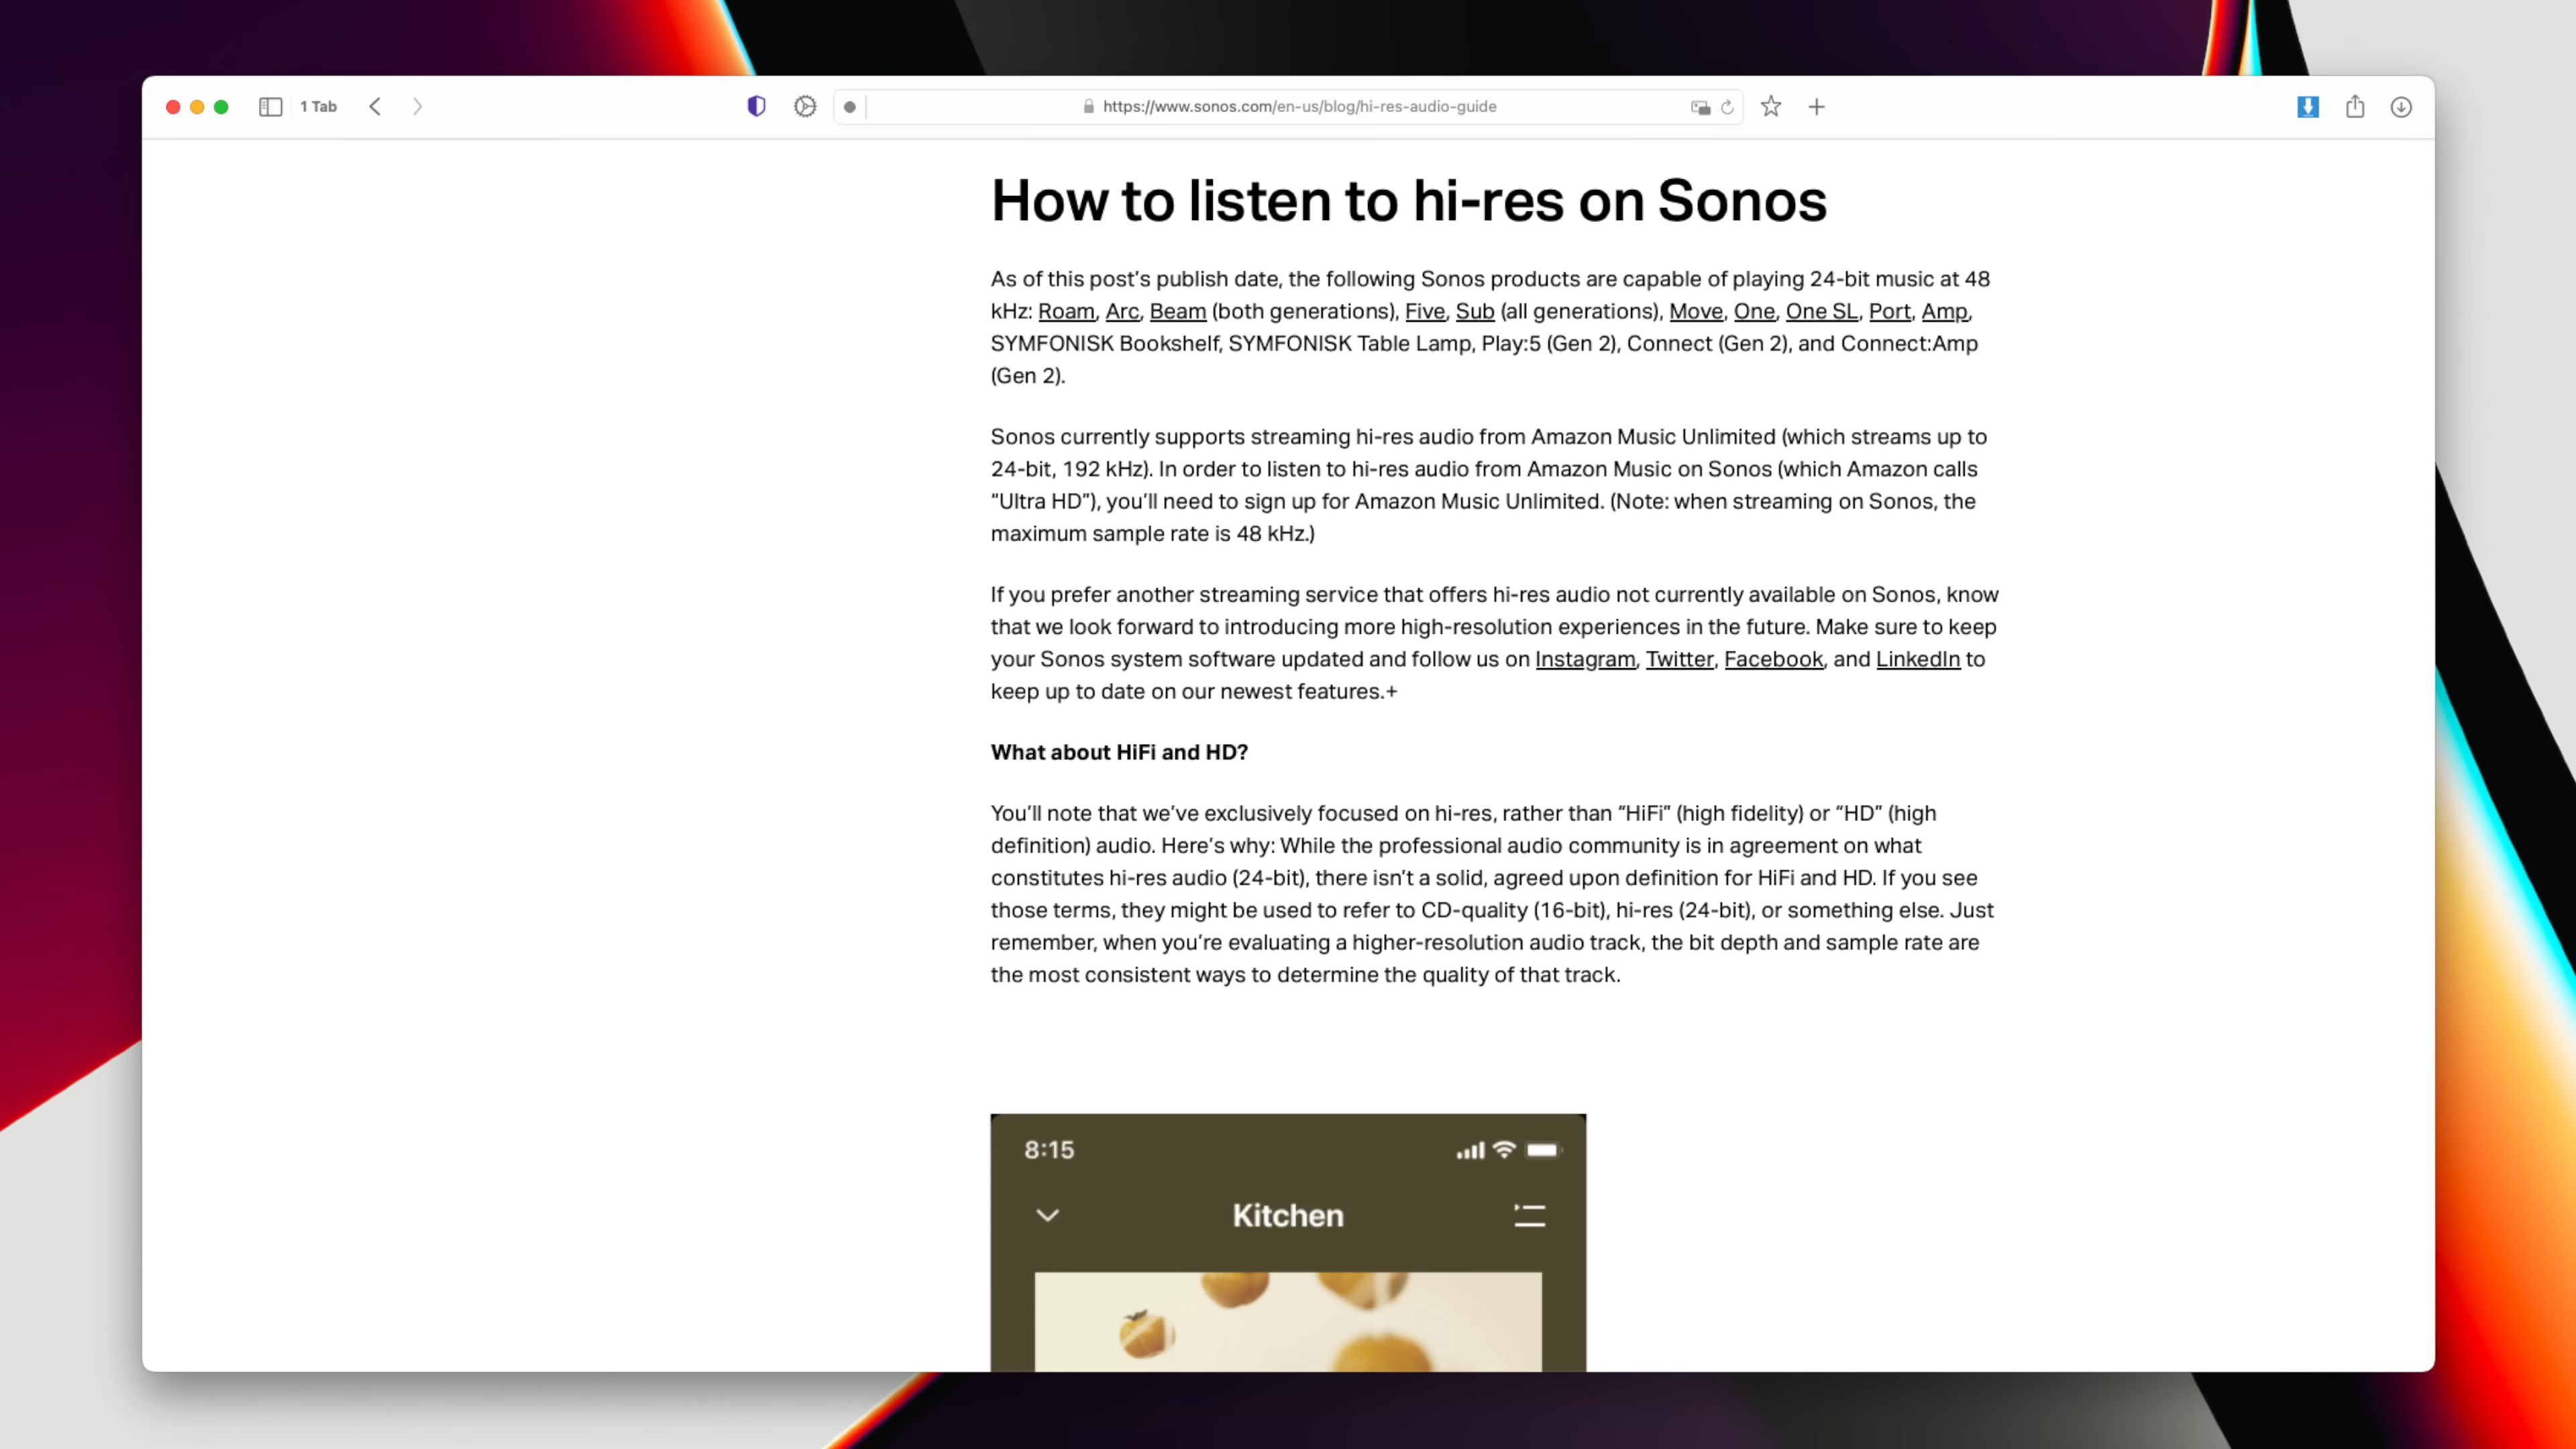 1 Tab
https://www.sonos.com/en-us/blog/hi-res-audio-guide
How to listen to hi-res on Sonos
As of this post’s publish date, the following Sonos products are capable of playing 24-bit music at 48
kHz: Roam, Arc, Beam (both generations), Five, Sub (all generations), Move, One, One SL, Port, Amp,
SYMFONISK Bookshelf, SYMFONISK Table Lamp, Play:5 (Gen 2), Connect (Gen 2), and Connect:Amp
(Gen 2).
Sonos currently supports streaming hi-res audio from Amazon Music Unlimited (which streams up to
24-bit, 192 kHz). In order to listen to hi-res audio from Amazon Music on Sonos (which Amazon calls
“Ultra HD”), you’ll need to sign up for Amazon Music Unlimited. (Note: when streaming on Sonos, the
maximum sample rate is 48 kHz.)
If you prefer another streaming service that offers hi-res audio not currently available on Sonos, know
that we look forward to introducing more high-resolution experiences in the future. Make sure to keep
your Sonos system software updated and follow us on Instagram, Twitter, Facebook, and LinkedIn to
keep up to date on our newest features.+
What about HiFi and HD?
You’ll note that we’ve exclusively focused on hi-res, rather than “HiFi” (high fidelity) or “HD” (high
definition) audio. Here’s why: While the professional audio community is in agreement on what
constitutes hi-res audio (24-bit), there isn’t a solid, agreed upon definition for HiFi and HD. If you see
those terms, they might be used to refer to CD-quality (16-bit), hi-res (24-bit), or something else. Just
remember, when you’re evaluating a higher-resolution audio track, the bit depth and sample rate are
the most consistent ways to determine the quality of that track.
8:15
Kitchen